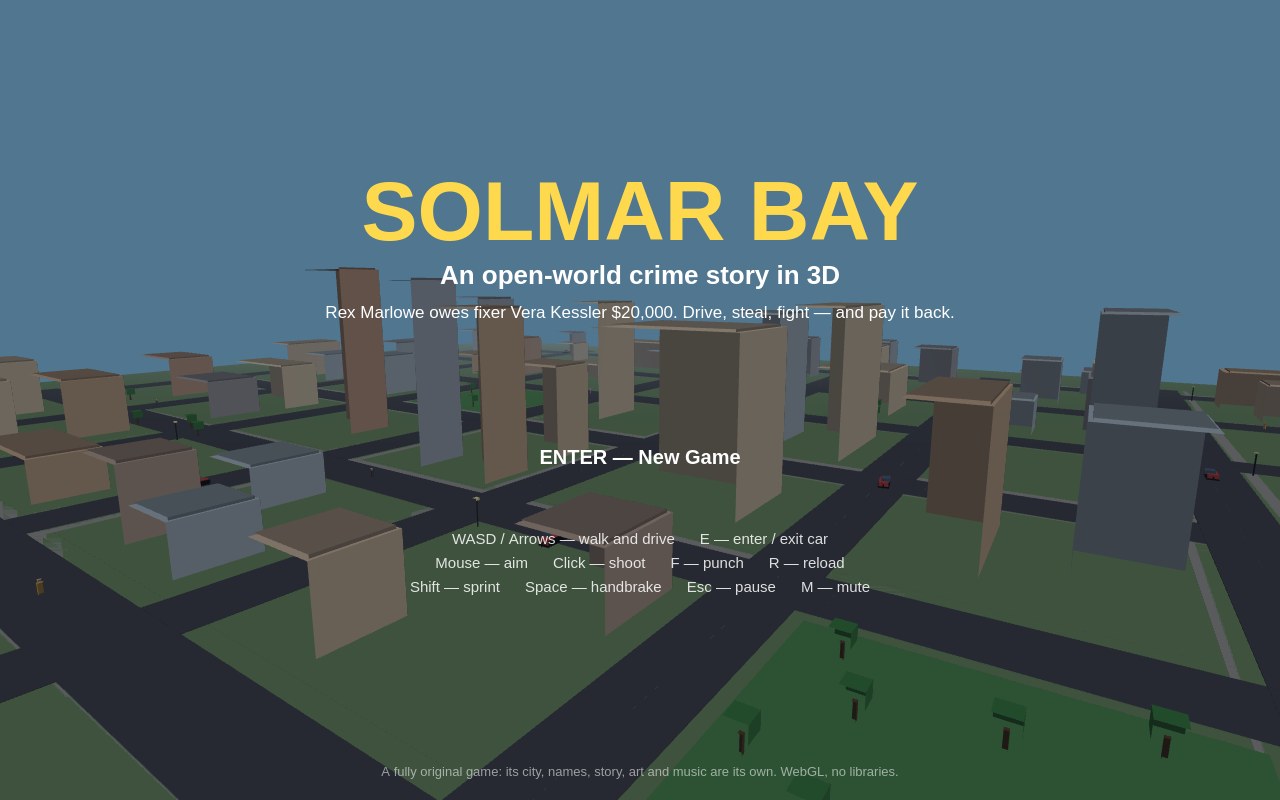 SOLMAR BAY
An open-world crime story in 3D
Rex Marlowe owes fixer Vera Kessler $20,000. Drive, steal, fight — and pay it back.
ENTER — New Game
WASD / Arrows — walk and drive E — enter / exit car
Mouse — aim Click — shoot F — punch R — reload
Shift — sprint Space — handbrake Esc — pause M — mute
A fully original game: its city, names, story, art and music are its own. WebGL, no libraries.